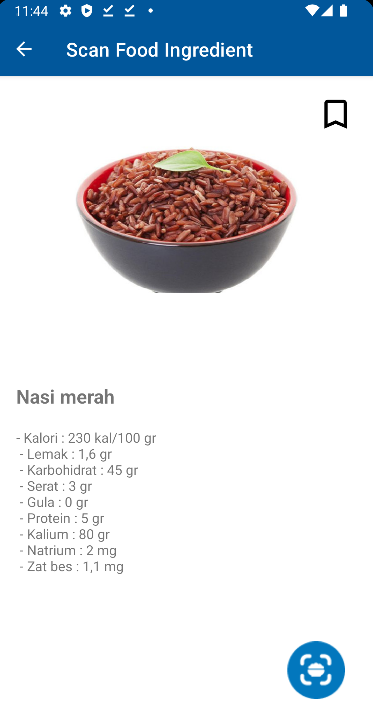 11:44
Scan Food Ingredient
Nasi merah
- Kalori : 230 kal/100 gr
- Lemak : 1,6 gr
- Karbohidrat : 45 gr
- Serat : 3 gr
- Gula : 0 gr
- Protein : 5 gr
- Kalium : 80 gr
- Natrium : 2 mg
- Zat bes : 1,1 mg